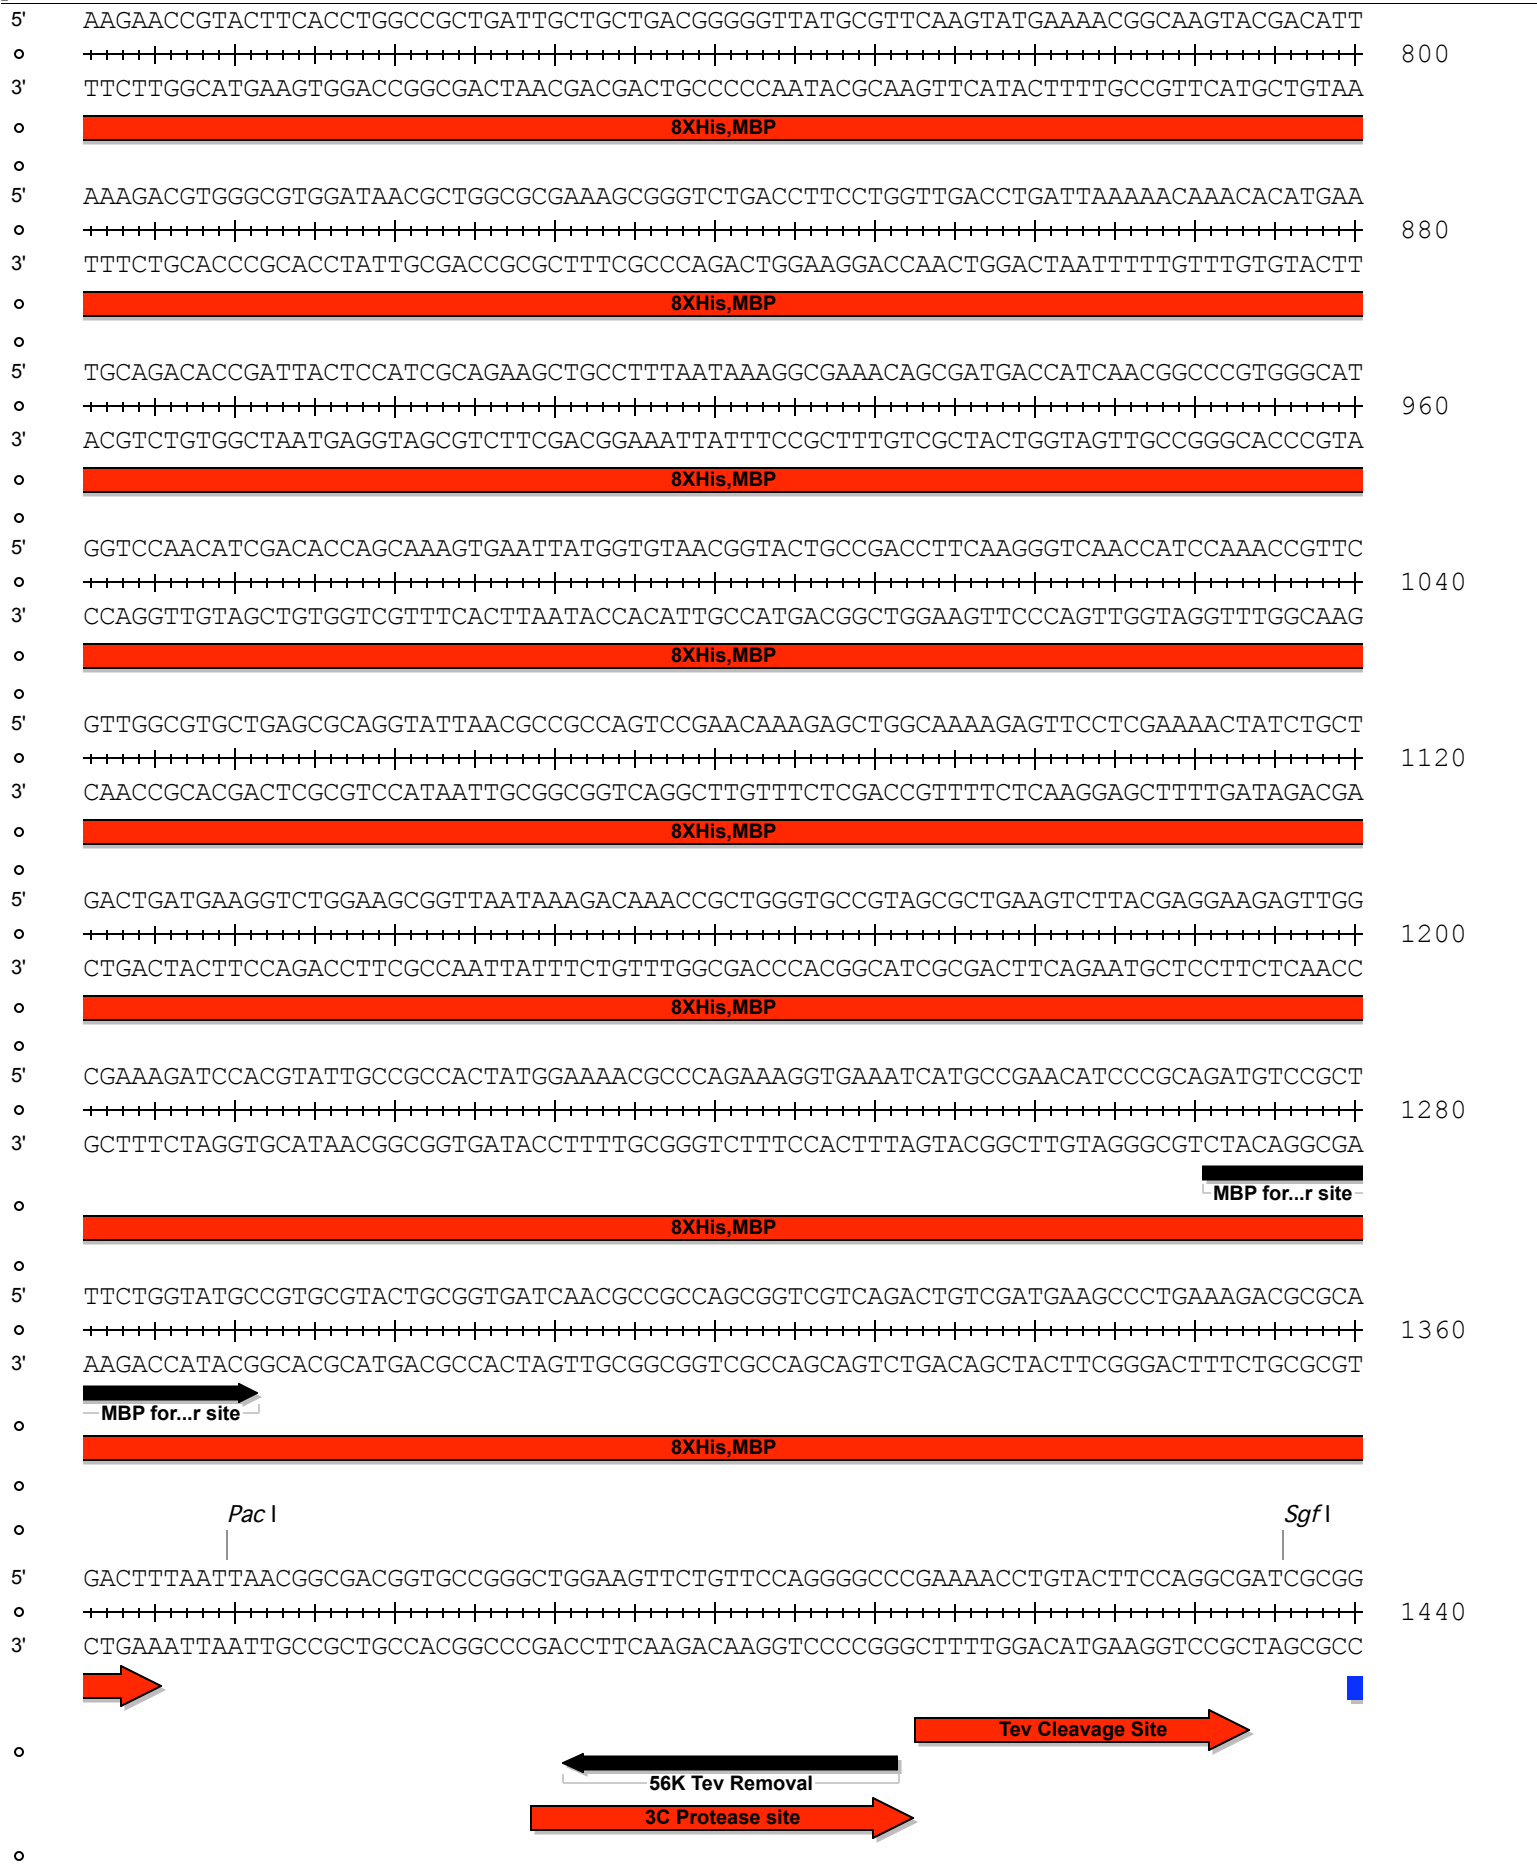 5' AAGAACCGTACTTCACCTGGCCGCTGATTGCTGCTGACGGGGGTTATGCGTTCAAGTATGAAAACGGCAAGTACGACATT
800
3' TTCTTGGCATGAAGTGGACCGGCGACTAACGACGACTGCCCCCAATACGCAAGTTCATACTTTTGCCGTTCATGCTGTAA
8XHis,MBP
5' AAAGACGTGGGCGTGGATAACGCTGGCGCGAAAGCGGGTCTGACCTTCCTGGTTGACCTGATTAAAAACAAACACATGAA
880
3' TTTCTGCACCCGCACCTATTGCGACCGCGCTTTCGCCCAGACTGGAAGGACCAACTGGACTAATTTTTGTTTGTGTACTT
8XHis,MBP
5' TGCAGACACCGATTACTCCATCGCAGAAGCTGCCTTTAATAAAGGCGAAACAGCGATGACCATCAACGGCCCGTGGGCAT
960
3' ACGTCTGTGGCTAATGAGGTAGCGTCTTCGACGGAAATTATTTCCGCTTTGTCGCTACTGGTAGTTGCCGGGCACCCGTA
8XHis,MBP
5' GGTCCAACATCGACACCAGCAAAGTGAATTATGGTGTAACGGTACTGCCGACCTTCAAGGGTCAACCATCCAAACCGTTC
1040
3' CCAGGTTGTAGCTGTGGTCGTTTCACTTAATACCACATTGCCATGACGGCTGGAAGTTCCCAGTTGGTAGGTTTGGCAAG
8XHis,MBP
5' GTTGGCGTGCTGAGCGCAGGTATTAACGCCGCCAGTCCGAACAAAGAGCTGGCAAAAGAGTTCCTCGAAAACTATCTGCT
1120
3' CAACCGCACGACTCGCGTCCATAATTGCGGCGGTCAGGCTTGTTTCTCGACCGTTTTCTCAAGGAGCTTTTGATAGACGA
8XHis,MBP
5' GACTGATGAAGGTCTGGAAGCGGTTAATAAAGACAAACCGCTGGGTGCCGTAGCGCTGAAGTCTTACGAGGAAGAGTTGG
1200
3' CTGACTACTTCCAGACCTTCGCCAATTATTTCTGTTTGGCGACCCACGGCATCGCGACTTCAGAATGCTCCTTCTCAACC
8XHis,MBP
5' CGAAAGATCCACGTATTGCCGCCACTATGGAAAACGCCCAGAAAGGTGAAATCATGCCGAACATCCCGCAGATGTCCGCT
1280
3' GCTTTCTAGGTGCATAACGGCGGTGATACCTTTTGCGGGTCTTTCCACTTTAGTACGGCTTGTAGGGCGTCTACAGGCGA
MBP for...r site
8XHis,MBP
5' TTCTGGTATGCCGTGCGTACTGCGGTGATCAACGCCGCCAGCGGTCGTCAGACTGTCGATGAAGCCCTGAAAGACGCGCA
1360
3' AAGACCATACGGCACGCATGACGCCACTAGTTGCGGCGGTCGCCAGCAGTCTGACAGCTACTTCGGGACTTTCTGCGCGT
MBP for...r site
8XHis,MBP
Pac I Sgf I
5' GACTTTAATTAACGGCGACGGTGCCGGGCTGGAAGTTCTGTTCCAGGGGCCCGAAAACCTGTACTTCCAGGCGATCGCGG
1440
3' CTGAAATTAATTGCCGCTGCCACGGCCCGACCTTCAAGACAAGGTCCCCGGGCTTTTGGACATGAAGGTCCGCTAGCGCC
Tev Cleavage Site
56K Tev Removal
3C Protease site